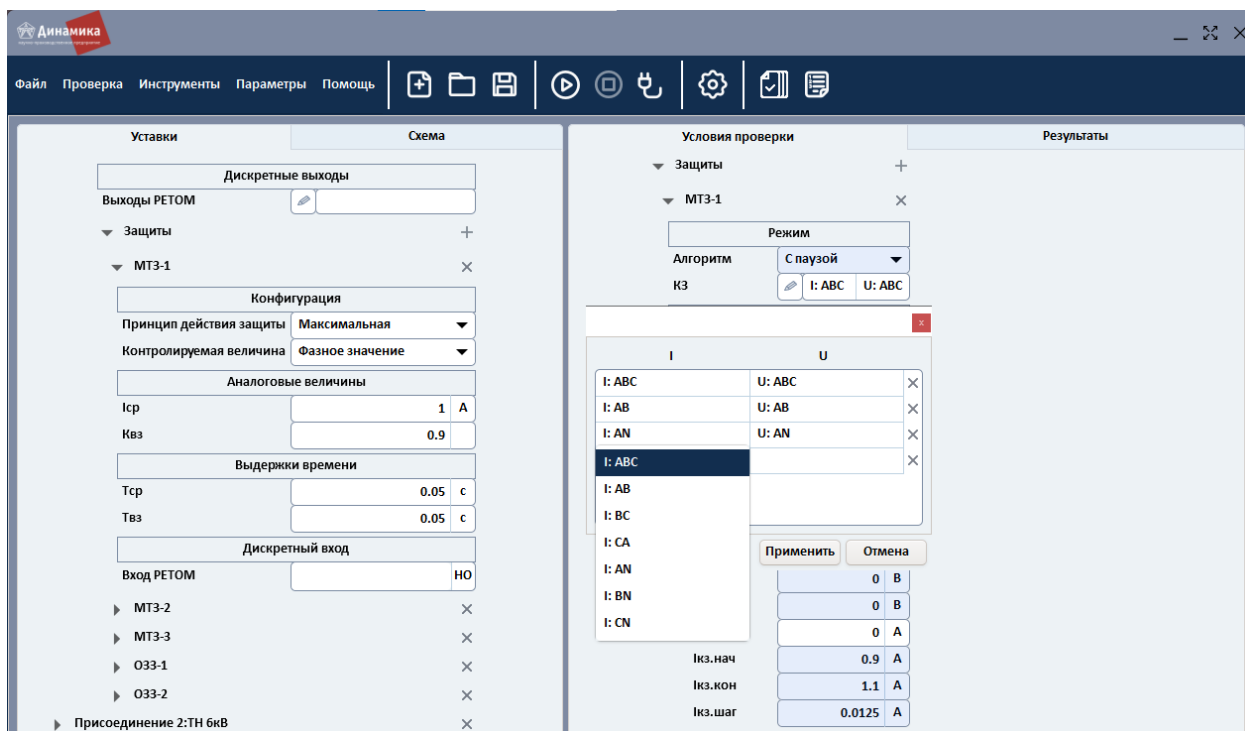 Динамика
Файл Проверка Инструменты Параметры Помощь
Уставки Схема
Дискретные выходы
Выходы РЕТОМ
Защиты
МТЗ-1
Конфигурация
Принцип действия защиты Максимальная
Контролируемая величина Фазное значение
Аналоговые величины
Iср 1 А
Квз 0.9
Выдержки времени
Тср 0.05 с
Твз 0.05 с
Дискретный вход
Вход РЕТОМ НО
МТЗ-2
МТЗ-3
ОЗЗ-1
ОЗЗ-2
Присоединение 2:ТН 6кВ
Условия проверки Результаты
Защиты
МТЗ-1
Режим
Алгоритм С паузой
КЗ I: ABC U: ABC
x
I U
I: ABC U: ABC
I: AB U: AB
I: AN U: AN
I: ABC
I: AB
I: BC
I: CA
I: AN
I: BN
I: CN
Применить Отмена
0 В
0 В
0 А
Iкз.нач 0.9 А
Iкз.кон 1.1 А
Iкз.шаг 0.0125 А